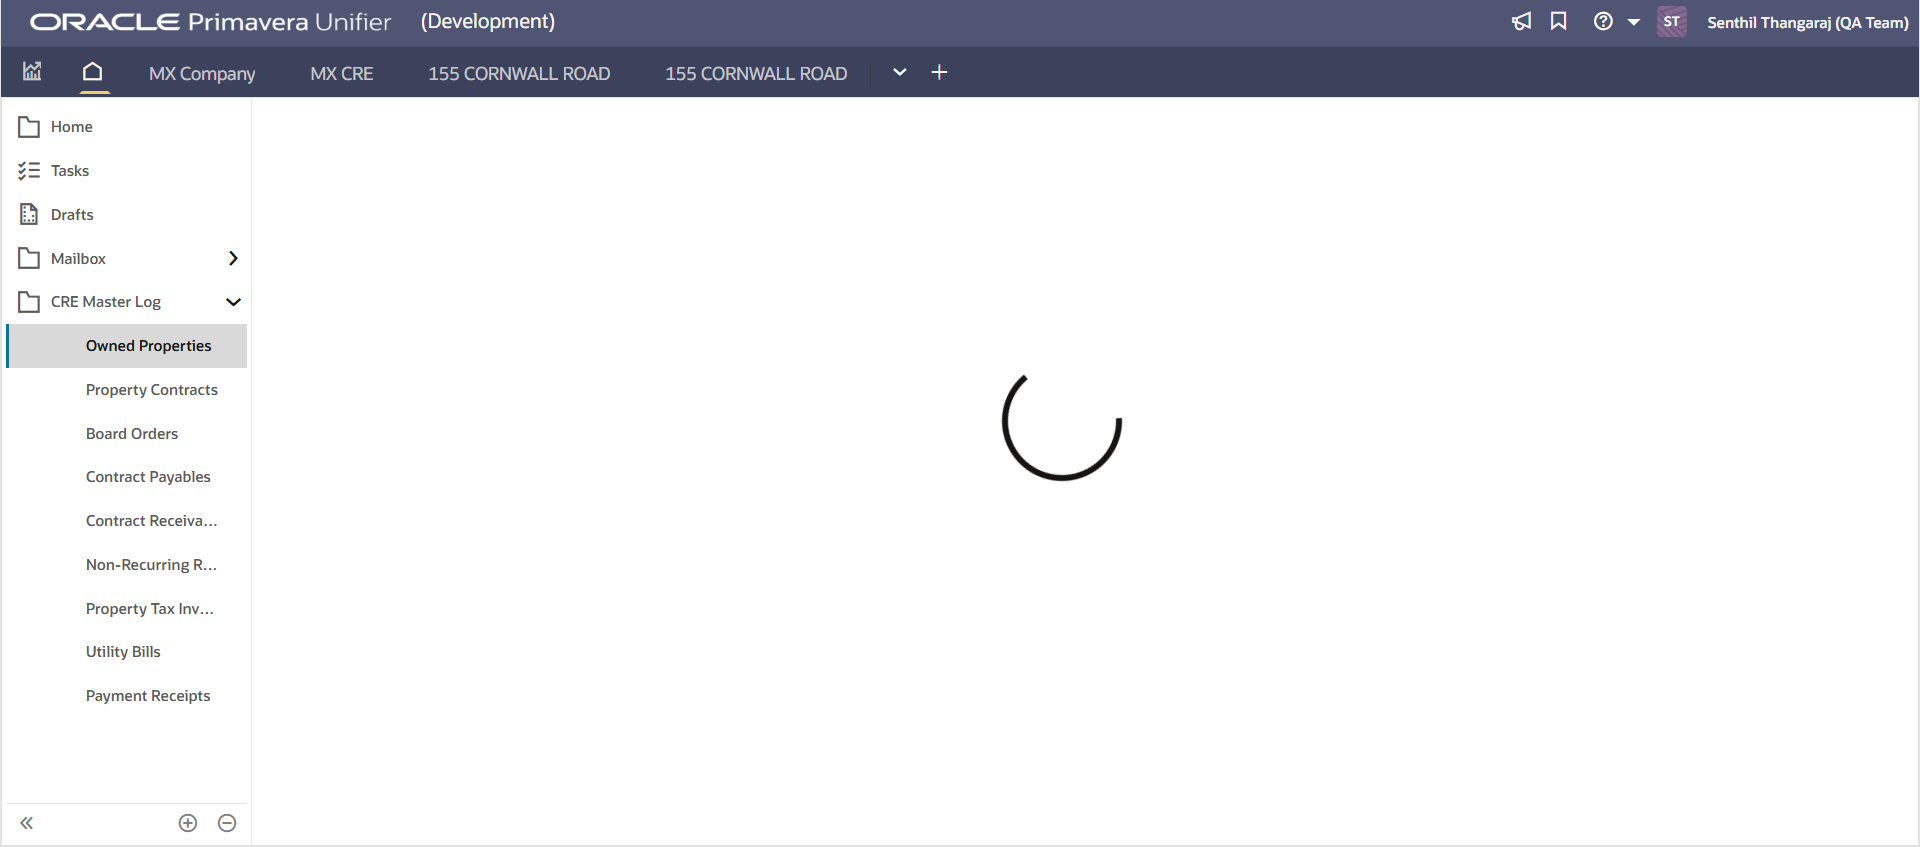 ORACLE Primavera Unifier (Development) ST Senthil Thangaraj (QA Team)
MX Company MX CRE 155 CORNWALL ROAD 155 CORNWALL ROAD
Home
Tasks
Drafts
Mailbox
CRE Master Log
Owned Properties
Property Contracts
Board Orders
Contract Payables
Contract Receiva...
Non-Recurring R...
Property Tax Inv...
Utility Bills
Payment Receipts